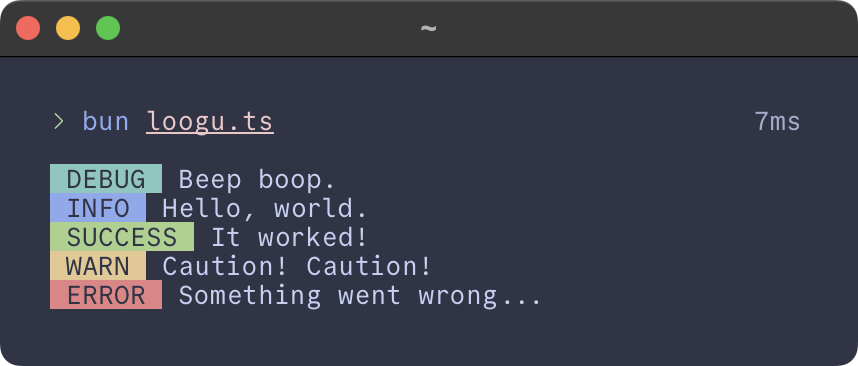 ~
> bun loogu.ts 7ms
DEBUG Beep boop.
INFO Hello, world.
SUCCESS It worked!
WARN Caution! Caution!
ERROR Something went wrong...